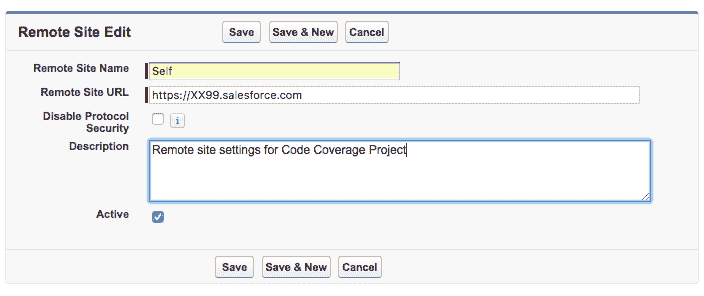 Remote Site Edit Save Save & New Cancel
Remote Site Name Self
Remote Site URL https://XX99.salesforce.com
Disable Protocol
Security i
Description Remote site settings for Code Coverage Project
Active
Save Save & New Cancel